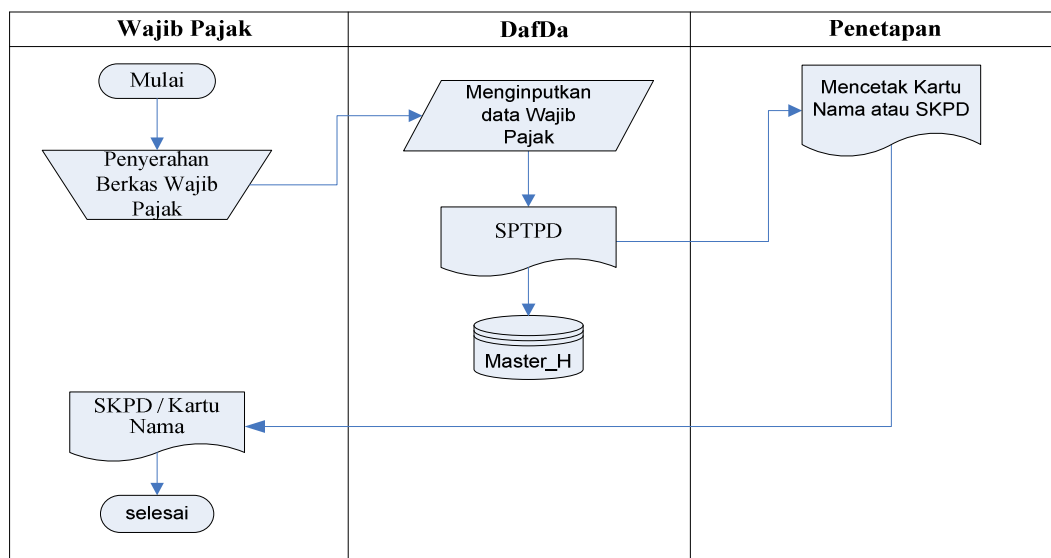 Wajib Pajak
DafDa
Penetapan
Mulai
Penyerahan
Berkas Wajib
Pajak
Menginputkan
data Wajib
Pajak
SPTPD
Master_H
Mencetak Kartu
Nama atau SKPD
SKPD / Kartu
Nama
selesai